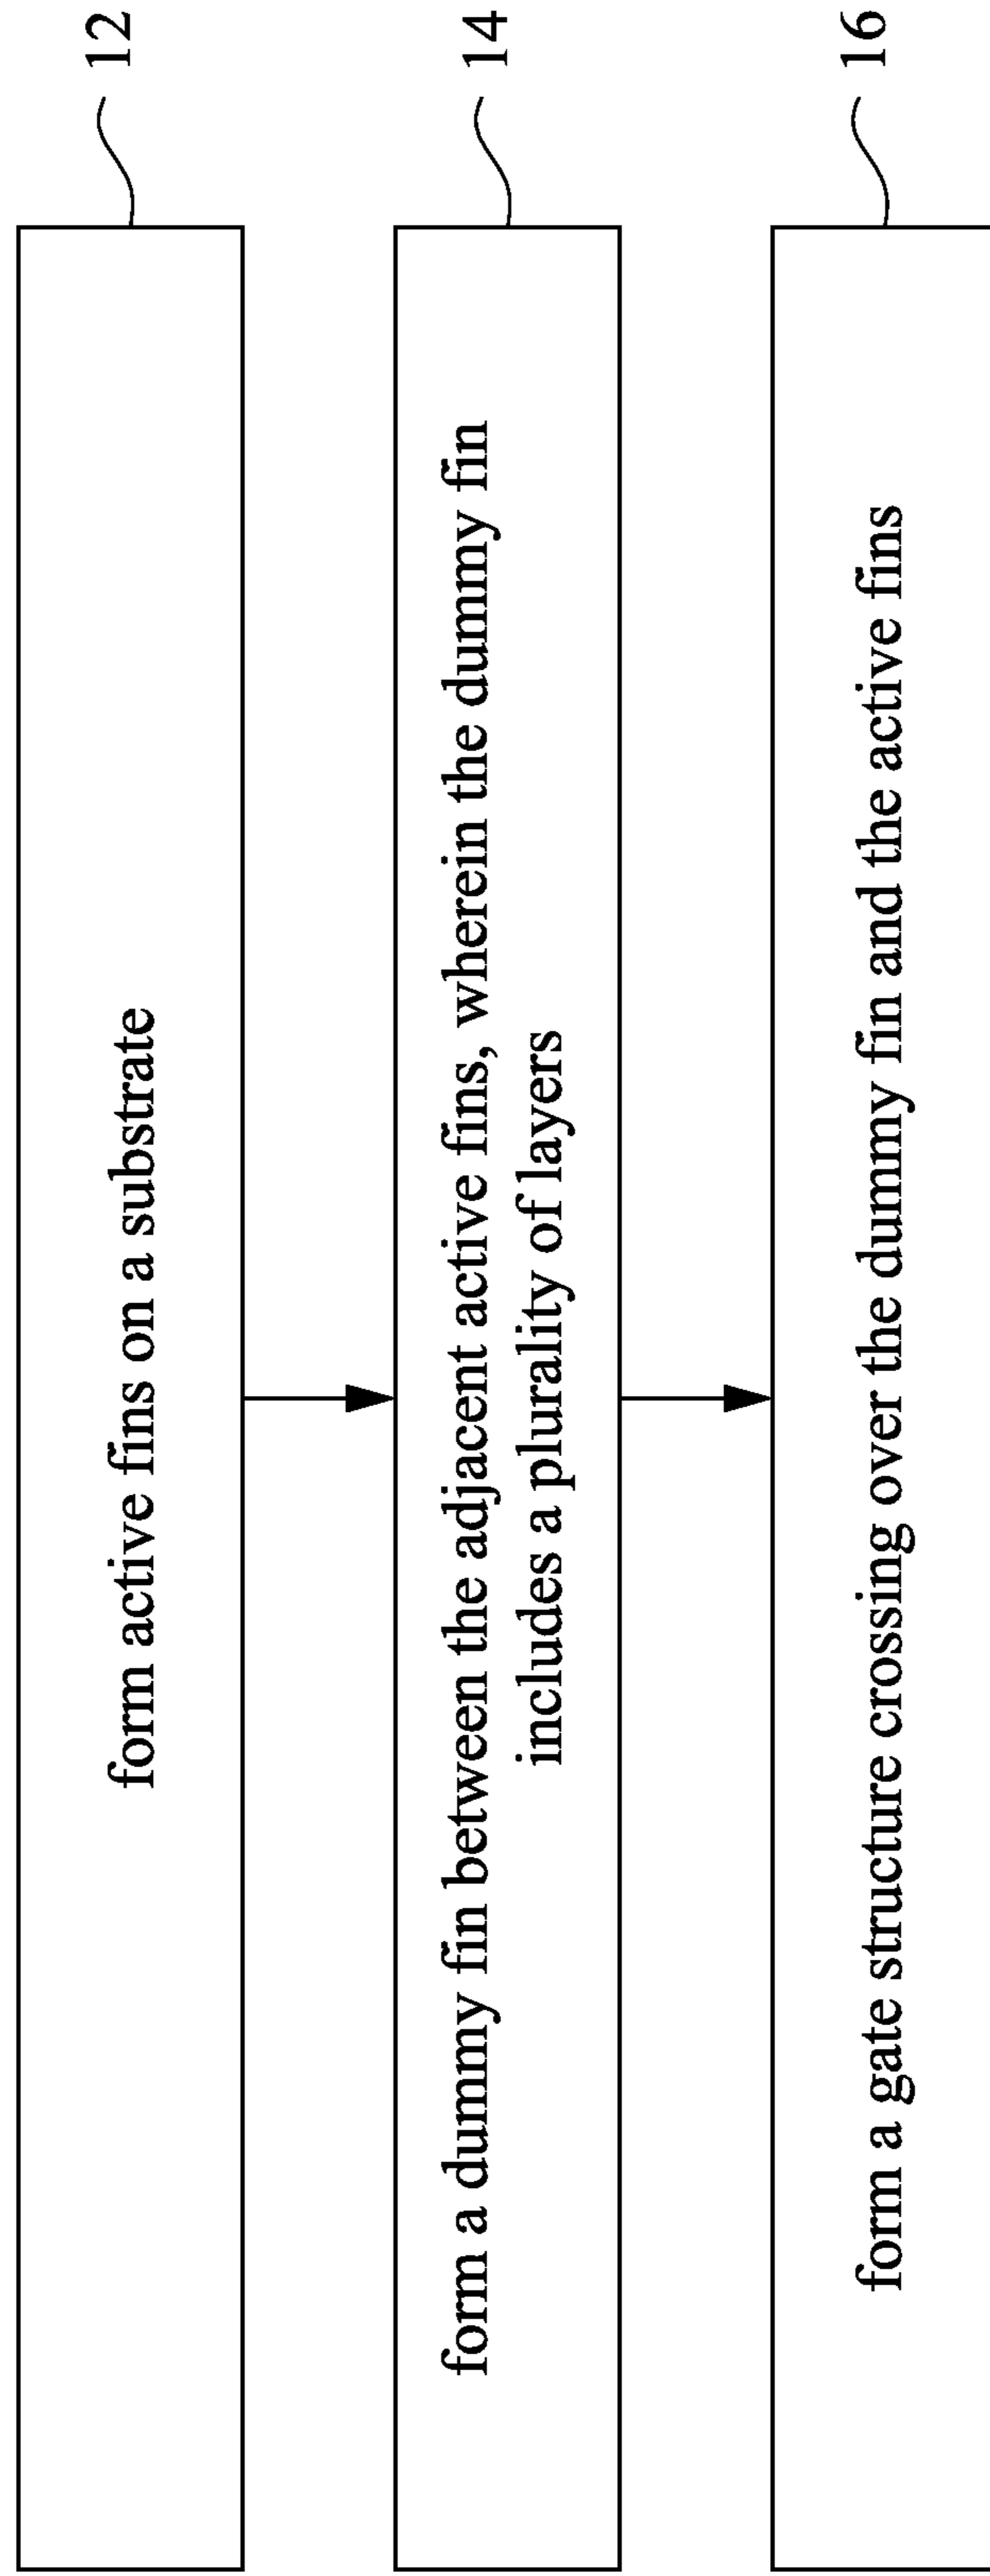 form active fins on a substrate
12
form a dummy fin between the adjacent active fins, wherein the dummy fin
includes a plurality of layers
14
form a gate structure crossing over the dummy fin and the active fins
16